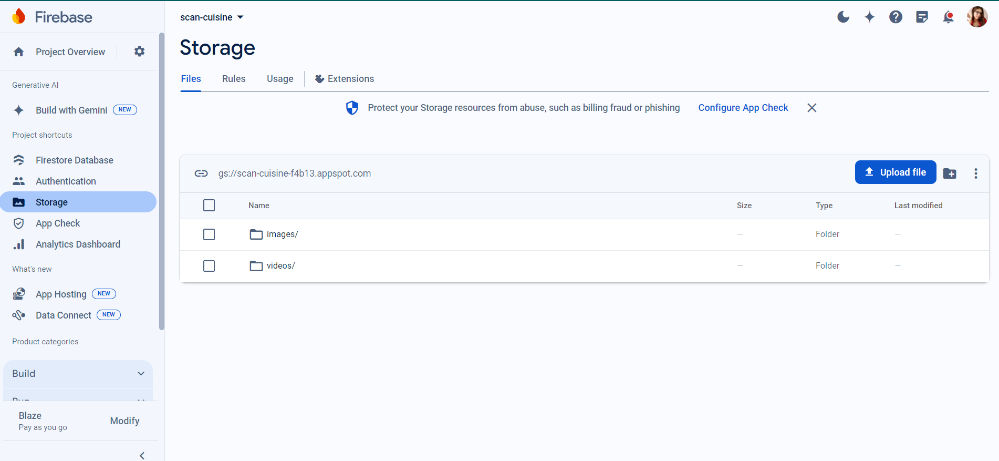 Firebase
scan-cuisine
Project Overview
Storage
Generative AI
Files Rules Usage Extensions
Build with Gemini NEW
Protect your Storage resources from abuse, such as billing fraud or phishing Configure App Check
Project shortcuts
Firestore Database
Authentication
Storage
App Check
Analytics Dashboard
What's new
App Hosting NEW
Data Connect NEW
Product categories
Build
Run
Blaze
Pay as you go
Modify
gs://scan-cuisine-f4b13.appspot.com
Upload file
Name Size Type Last modified
images/ — Folder —
videos/ — Folder —